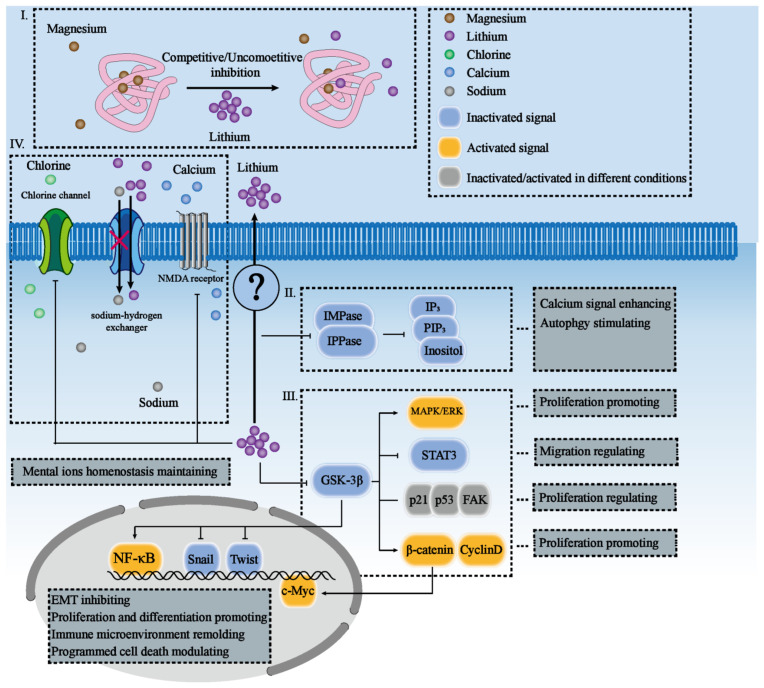 I.
Magnesium
Competitive/Uncomoetitive
inhibition
Lithium
Magnesium
Lithium
Chlorine
Calcium
Sodium
Inactivated signal
Activated signal
Inactivated/activated in different conditions
IV.
Chlorine
Chlorine channel
Calcium
Lithium
NMDA receptor
sodium-hydrogen
exchanger
Sodium
?
II.
IMPase
IPPase
IP₃
PIP₃
Inositol
Calcium signal enhancing
Autophgy stimulating
III.
MAPK/ERK
Proliferation promoting
STAT3
Migration regulating
GSK-3β
p21 p53 FAK
Proliferation regulating
β-catenin CyclinD
Proliferation promoting
Mental ions homenostasis maintaining
NF-κB
Snail
Twist
c-Myc
EMT inhibiting
Proliferation and differentiation promoting
Immune microenvironment remolding
Programmed cell death modulating